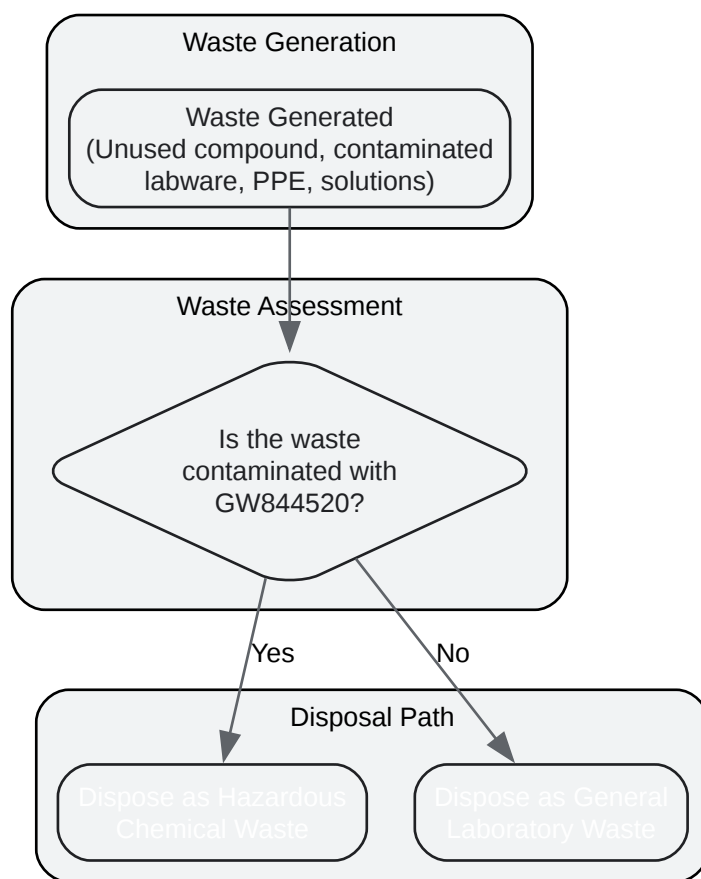 Waste Generation
Waste Generated
(Unused compound, contaminated
labware, PPE, solutions)
Waste Assessment
Is the waste
contaminated with
GW844520?
Yes
No
Disposal Path
Dispose as Hazardous
Chemical Waste
Dispose as General
Laboratory Waste